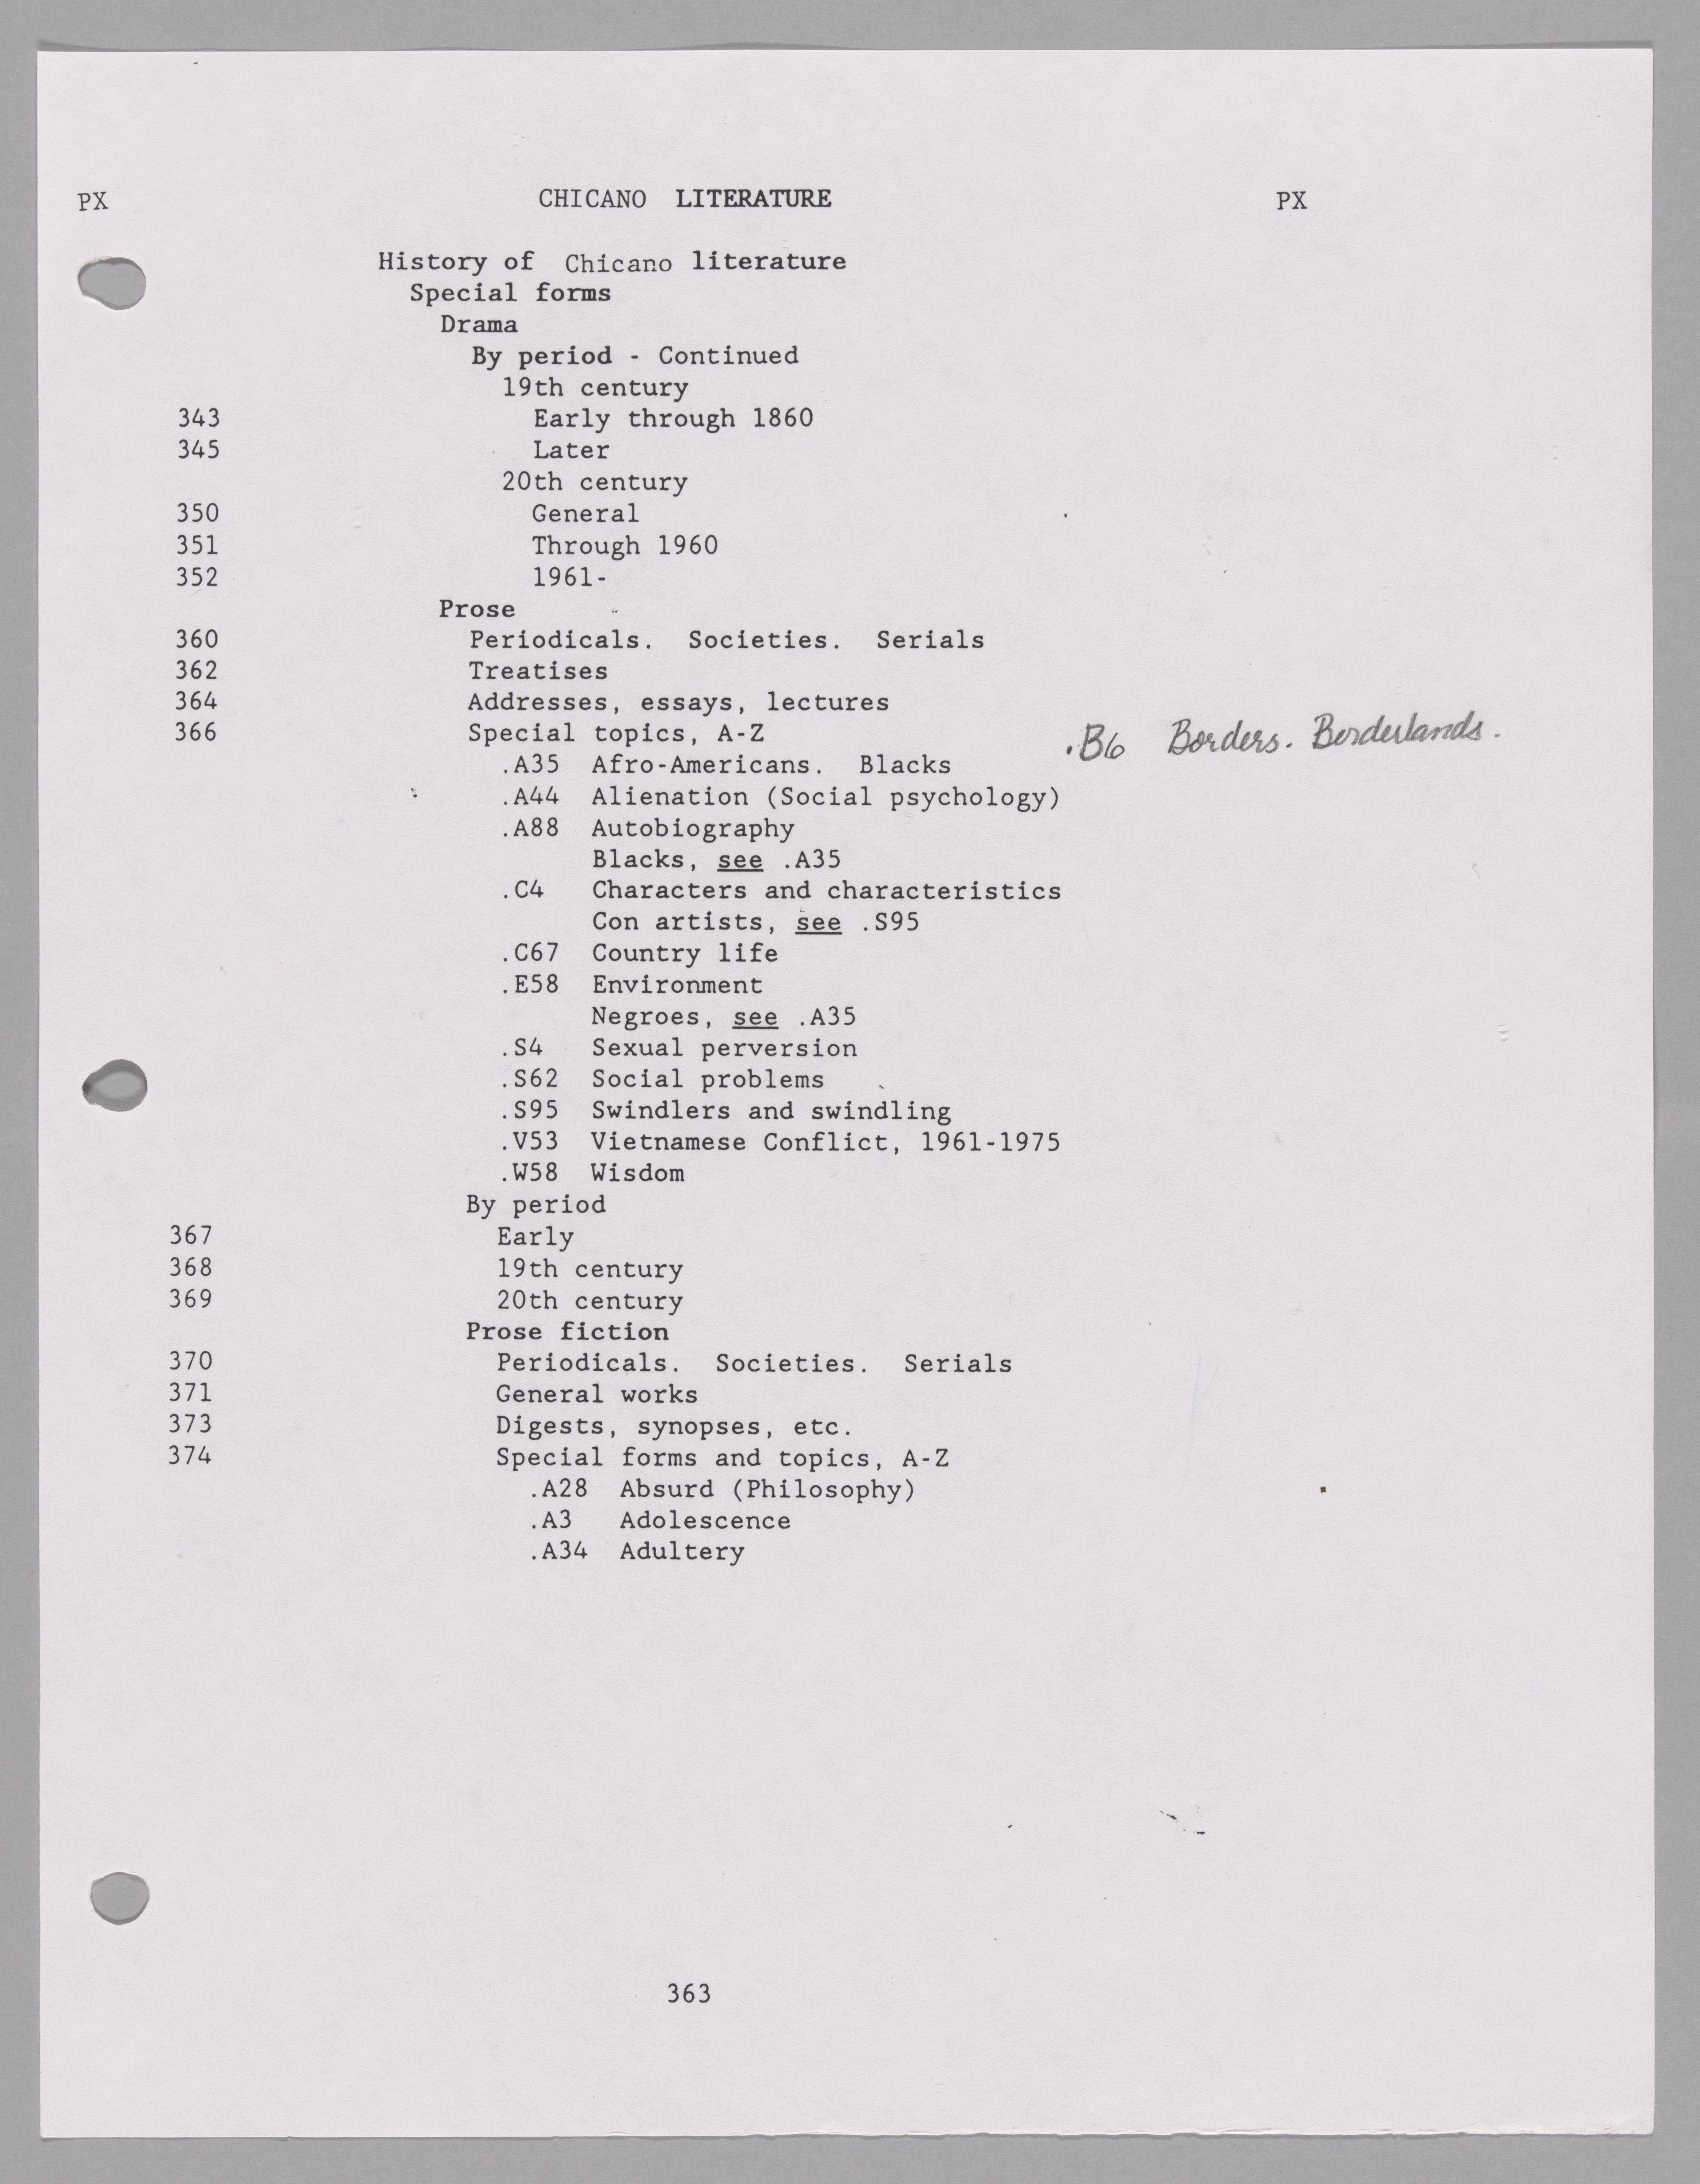 PX CHICANO LITERATURE PX
History of Chicano literature
Special forms
Drama
By period - Continued
19th century
343 Early through 1860
345 Later
20th century
350 General
351 Through 1960
352 1961-
Prose
360 Periodicals. Societies. Serials
362 Treatises
364 Addresses, essays, lectures
366 Special topics, A-Z
.B6 Borders. Borderlands.
.A35 Afro-Americans. Blacks
.A44 Alienation (Social psychology)
.A88 Autobiography
Blacks, see .A35
.C4 Characters and characteristics
Con artists, see .S95
.C67 Country life
.E58 Environment
Negroes, see .A35
.S4 Sexual perversion
.S62 Social problems
.S95 Swindlers and swindling
.V53 Vietnamese Conflict, 1961-1975
.W58 Wisdom
By period
367 Early
368 19th century
369 20th century
Prose fiction
370 Periodicals. Societies. Serials
371 General works
373 Digests, synopses, etc.
374 Special forms and topics, A-Z
.A28 Absurd (Philosophy)
.A3 Adolescence
.A34 Adultery
363